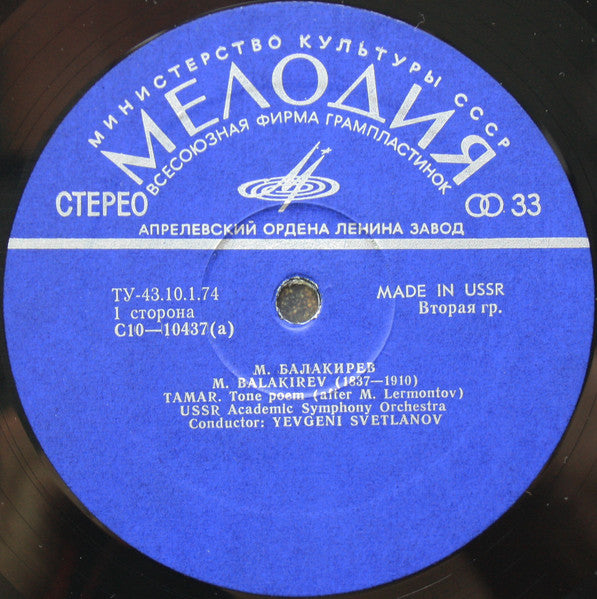 МИНИСТЕРСТВО КУЛЬТУРЫ СССР
МЕЛОДИЯ
ВСЕСОЮЗНАЯ ФИРМА ГРАМПЛАСТИНОК
СТЕРЕО
33
АПРЕЛЕВСКИЙ ОРДЕНА ЛЕНИНА ЗАВОД
ТУ-43.10.1.74
I сторона
С10—10437(а)
MADE IN USSR
Вторая гр.
М. БАЛАКИРЕВ
M. BALAKIREV (1837—1910)
TAMAR. Tone poem (after M. Lermontov)
USSR Academic Symphony Orchestra
Conductor: YEVGENI SVETLANOV